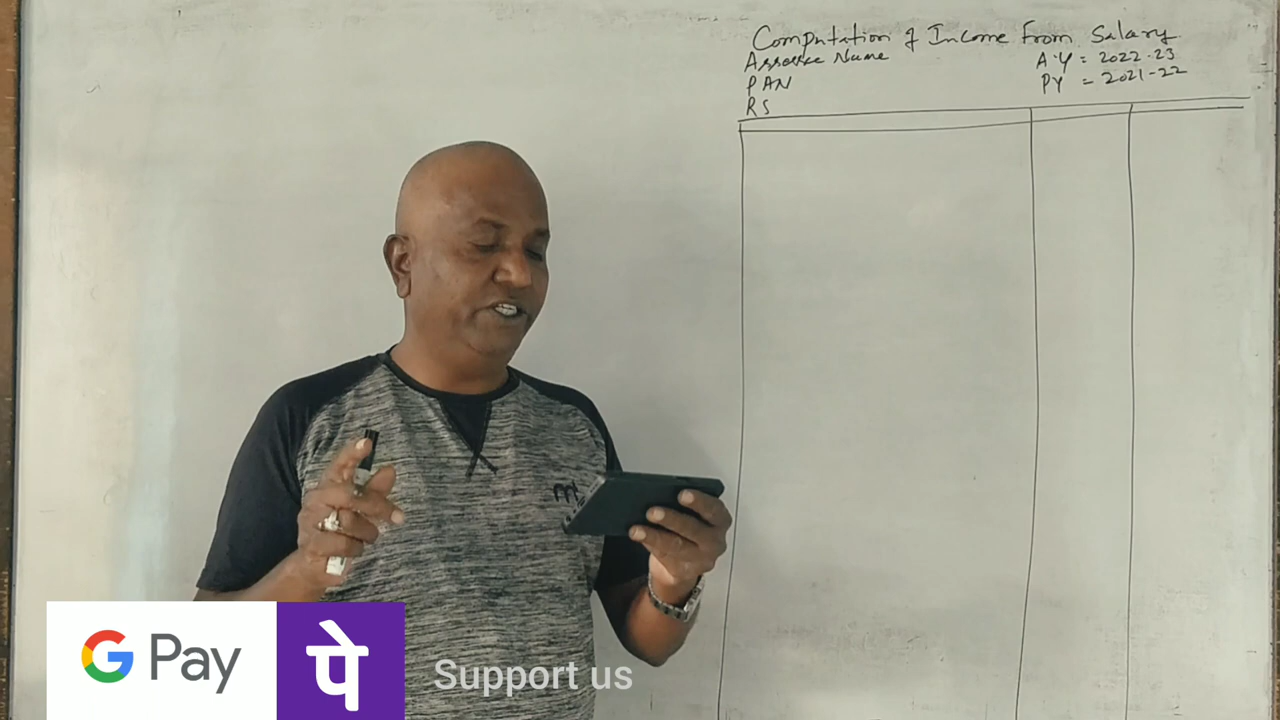 Computation of Income From Salary
Assessee Name A.Y = 2022-23
PAN PY = 2021-22
RS
m
G Pay
पे
Support us